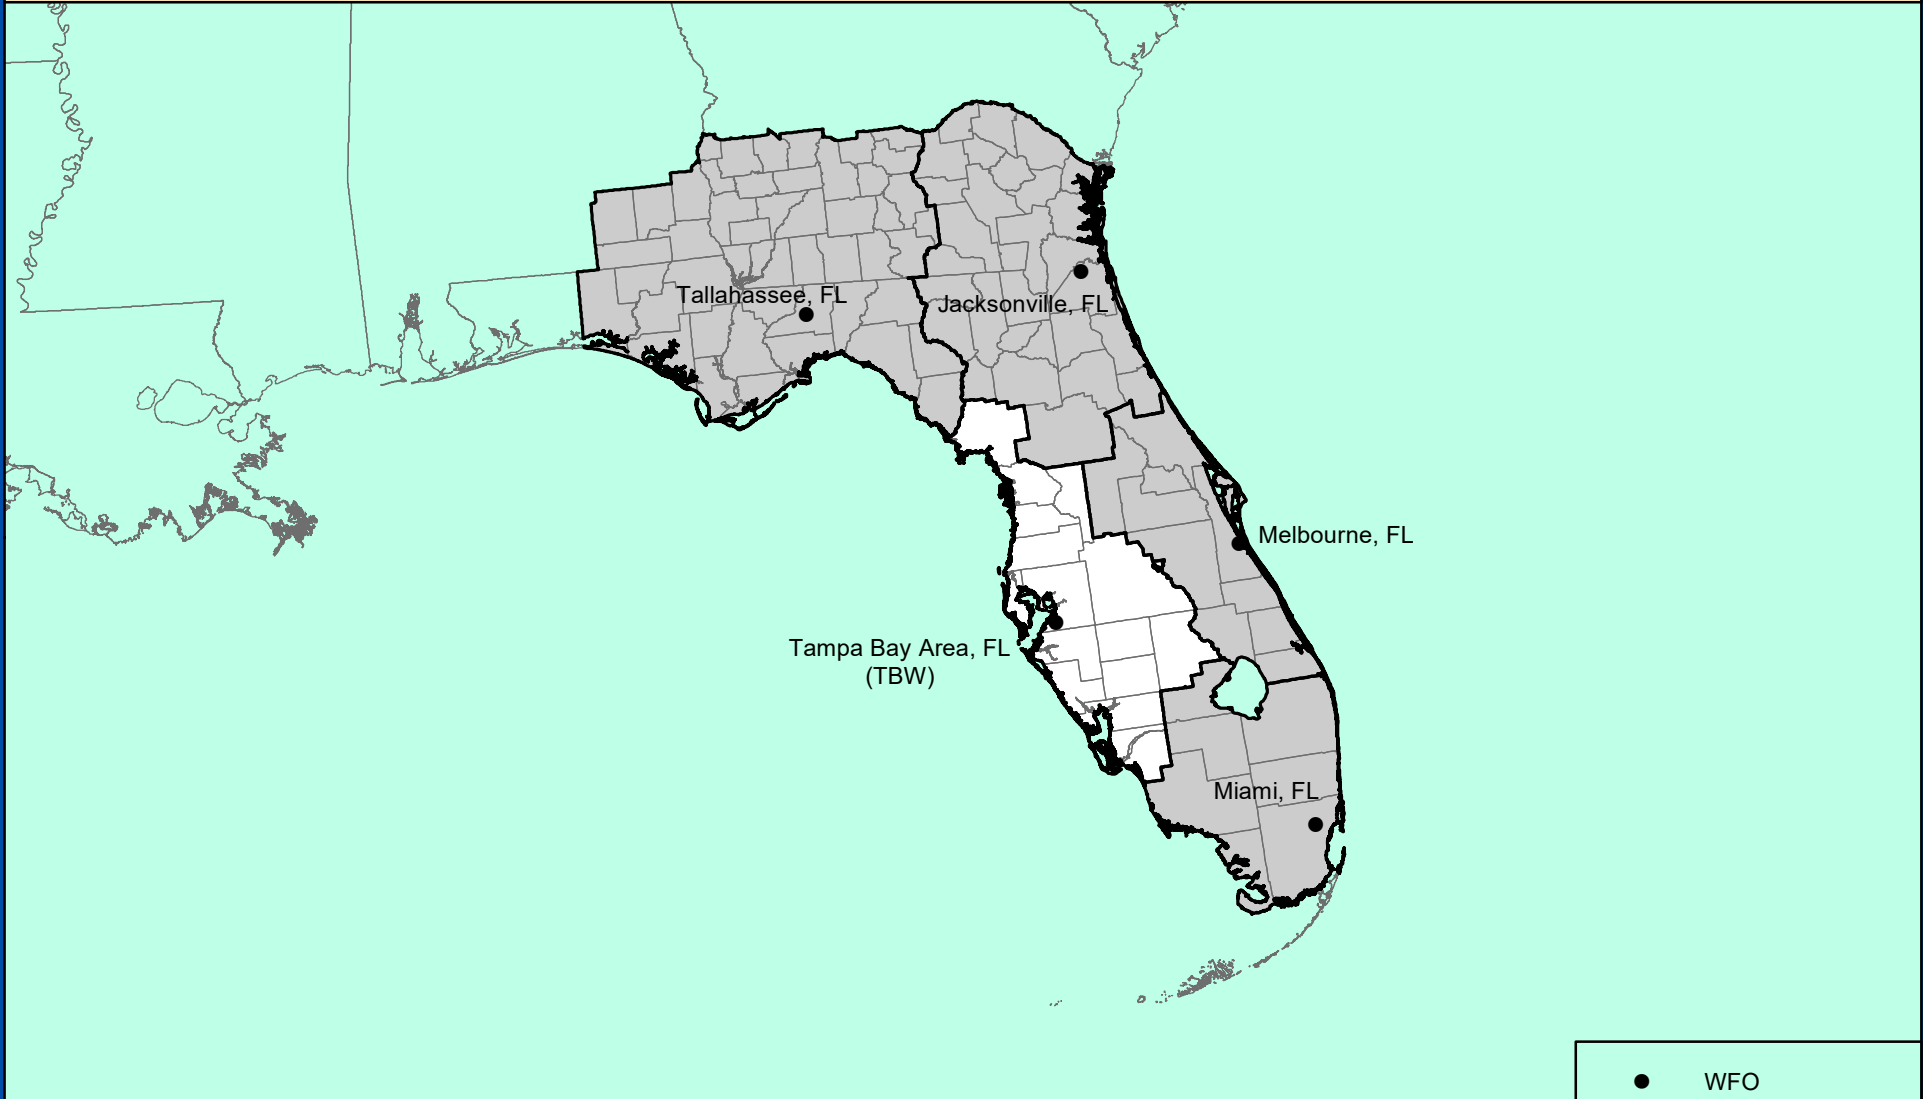 Tallahassee, FL
Jacksonville, FL
Melbourne, FL
Tampa Bay Area, FL
(TBW)
Miami, FL
WFO